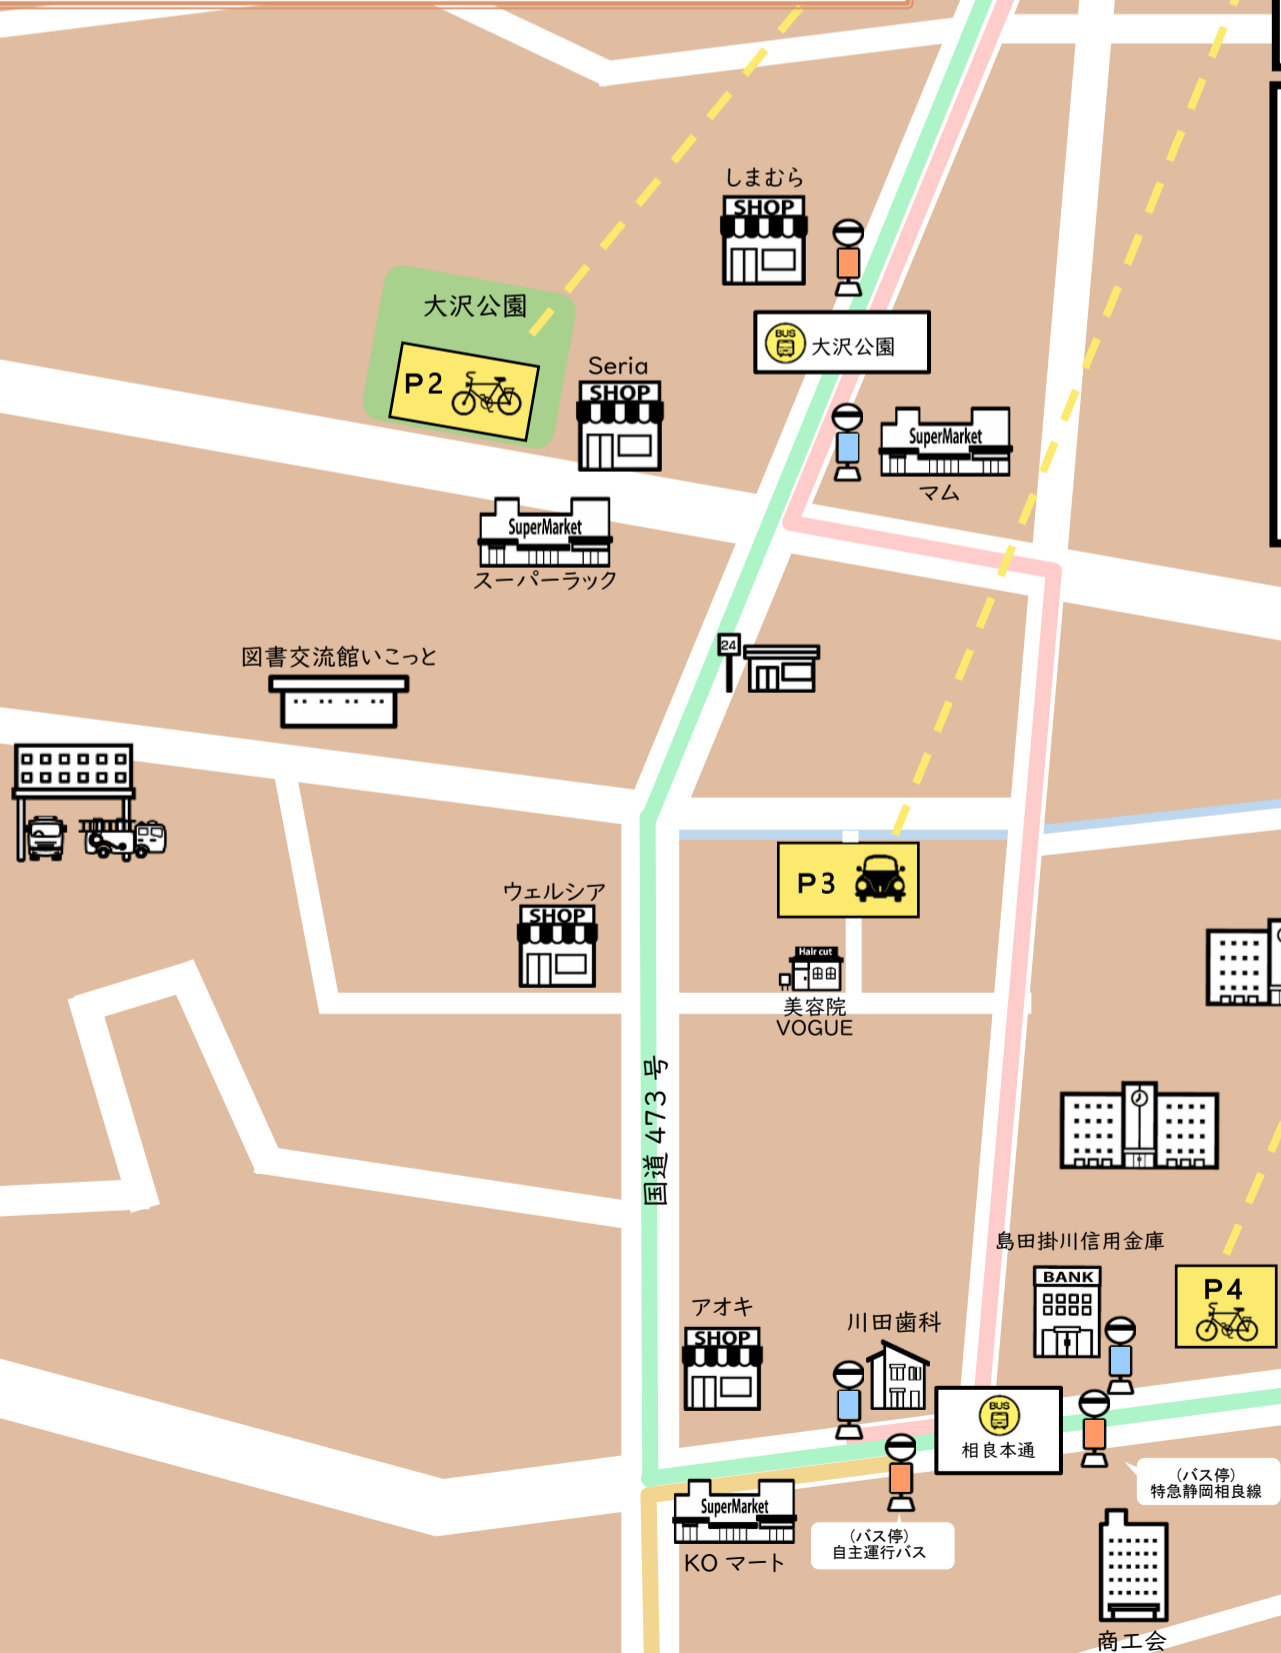 しまむら
SHOP
大沢公園
BUS
大沢公園
P2
Seria
SHOP
SuperMarket
マム
SuperMarket
スーパーラック
24
図書交流館いこっと
P3
ウェルシア
SHOP
Hair cut
美容院
VOGUE
国道 473 号
島田掛川信用金庫
BANK
P4
アオキ
SHOP
川田歯科
BUS
相良本通
(バス停)
特急静岡相良線
SuperMarket
KO マート
(バス停)
自主運行バス
商工会